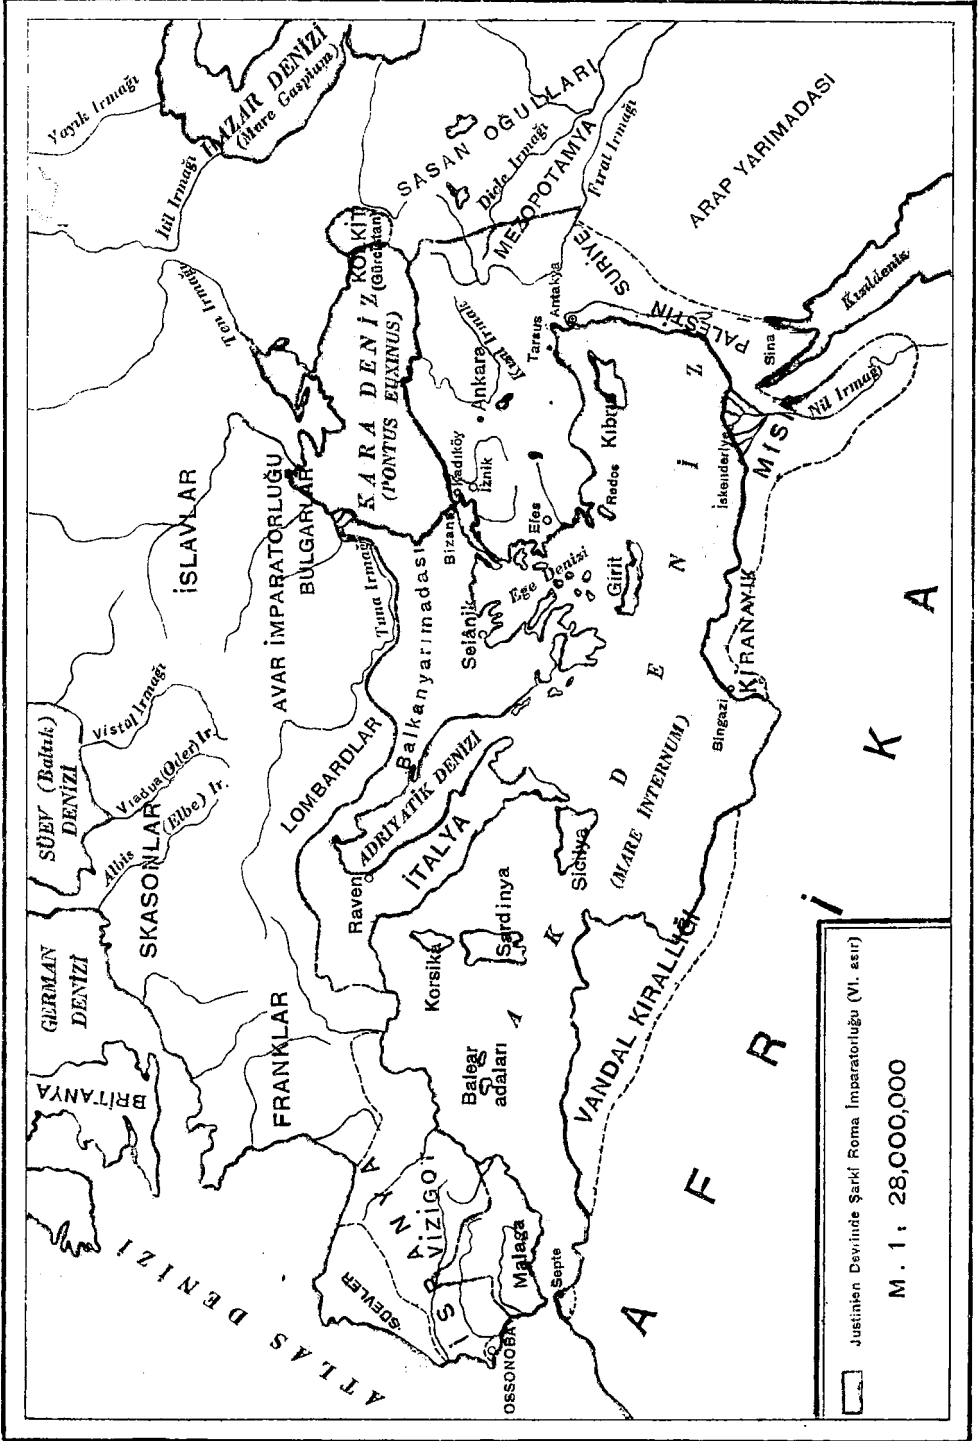 ATLAS DENİZİ
BRİTANYA
GERMAN
DENİZİ
SÜEV (Baltık)
DENİZİ
Albis
(Elbe) Ir.
Viadua (Oder) Ir.
Vistül Irmağı
SKASONLAR
İSLAVLAR
Yayık Irmağı
İtil Irmağı
HAZAR DENİZİ
(Mare Gaspium)
Ten Irmağı
FRANKLAR
LOMBARDLAR
AVAR İMPARATORLUĞU
BULGARLAR
Tuna Irmağı
KARA DENİZ
(PONTUS EUXINUS)
KOLKİT
(Gürcistan)
SASAN OĞULLARI
Dicle Irmağı
MEZOPOTAMYA
Fırat Irmağı
SÜEVLER
İSPANYA
VİZİGOT
OSSONOBA
Malaga
Septe
Raven
ADRİYATİK DENİZİ
İTALYA
Balkanyarımadası
Korsika
Sardinya
Sicilya
Balear
adaları
Selânik
Bizans
Kadıköy
İznik
Ankara
Kızıl Irmak
Efes
Ege Denizi
Rodos
Girit
Kıbrıs
Tarsus
Antakya
SURİYE
PALESTİN
ARAP YARIMADASI
Sina
Kızıldeniz
Nil Irmağı
MISI
İskenderiye
KİRANAYIK
Bingazi
AKDENİZ
(MARE INTERNUM)
VANDAL KIRALLIĞI
AFRİKA
Justinien Devrinde Şarkî Roma İmparatorluğu (VI. asır)
M. 1: 28,000,000